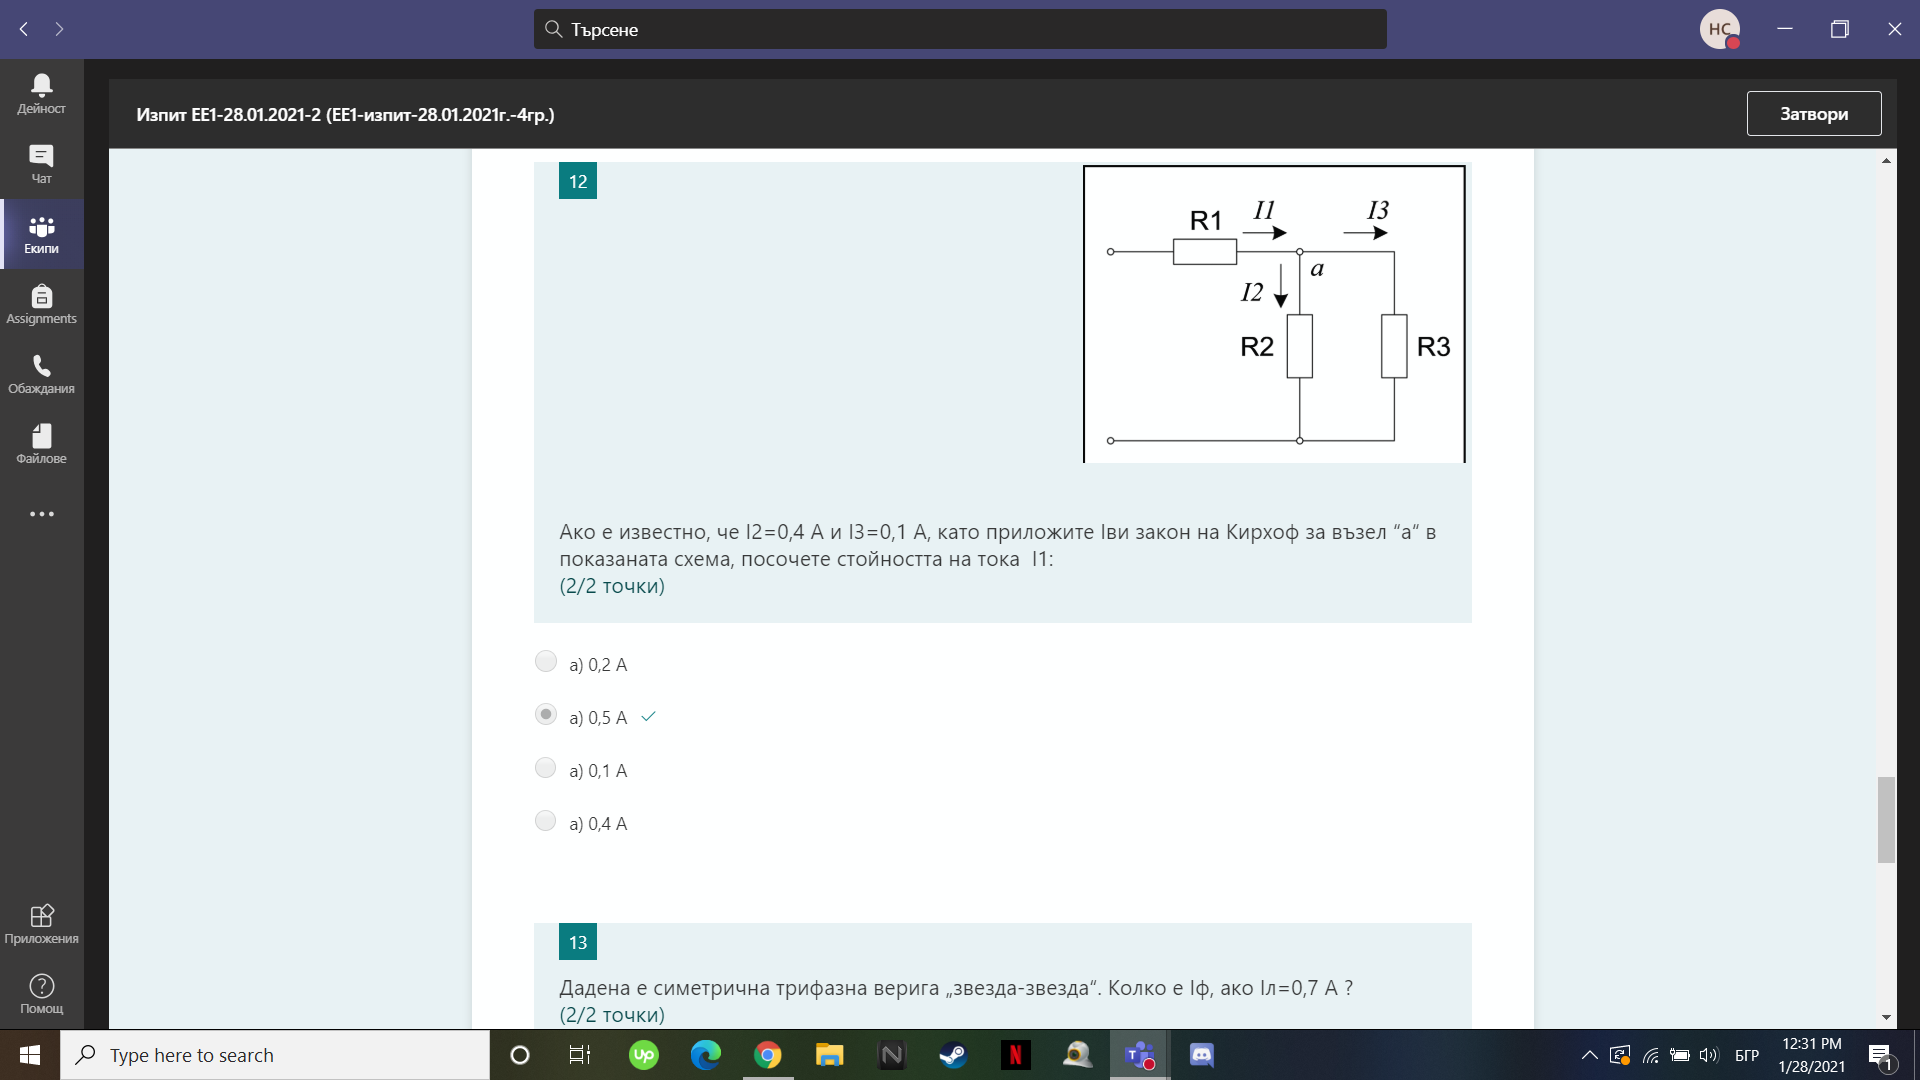 Търсене
НС
Дейност
Чат
Екипи
Assignments
Обаждания
Файлове
Приложения
Помощ
Изпит ЕЕ1-28.01.2021-2 (ЕЕ1-изпит-28.01.2021г.-4гр.)
Затвори
12
R1
I1
I3
a
I2
R2
R3
Ако е известно, че I2=0,4 А и I3=0,1 А, като приложите Iви закон на Кирхоф за възел “а“ в
показаната схема, посочете стойността на тока  I1:
(2/2 точки)
а) 0,2 А
а) 0,5 А
а) 0,1 А
а) 0,4 А
13
Дадена е симетрична трифазна верига „звезда-звезда“. Колко е Iф, ако Iл=0,7 А ?
(2/2 точки)
Type here to search
Up
N
N
T
БГР
12:31 PM
1/28/2021
1